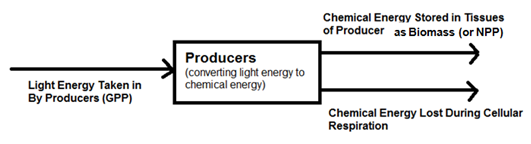 Chemical Energy Stored in Tissues
of Producer as Biomass (or NPP)
Producers
(converting light energy to
chemical energy)
Light Energy Taken in
By Producers (GPP)
Chemical Energy Lost During Cellular
Respiration